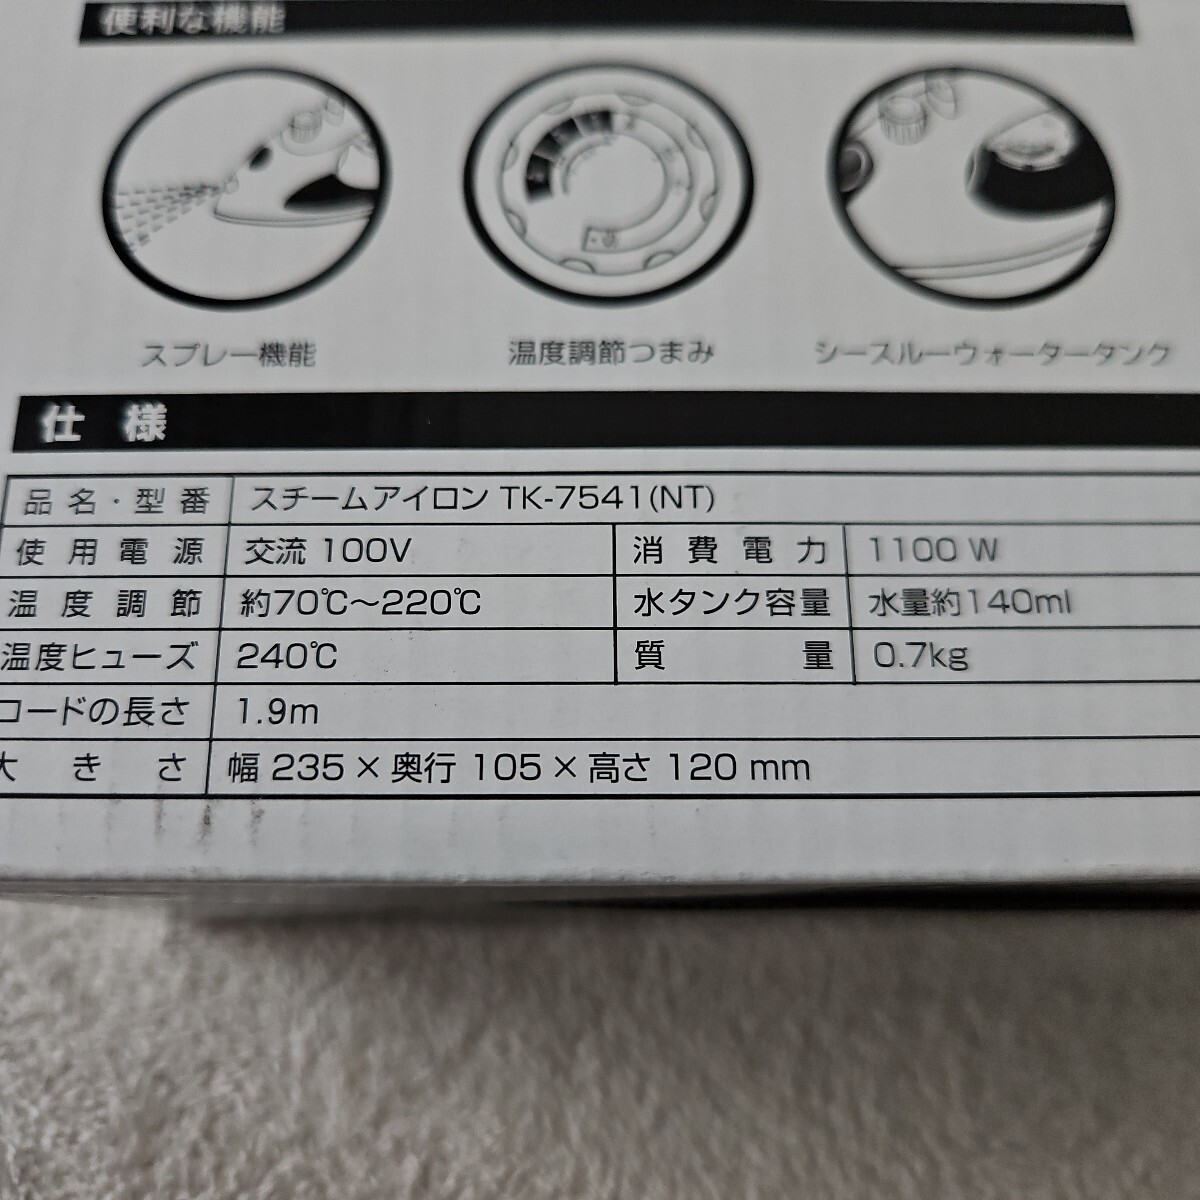 便利な機能
スプレー機能 温度調節つまみ シースルーウォータータンク
仕様
品名・型番 スチームアイロン TK-7541(NT)
使用電源 交流 100V 消費電力 1100 W
温度調節 約70℃～220℃ 水タンク容量 水量約140ml
温度ヒューズ 240℃ 質量 0.7kg
コードの長さ 1.9m
大きさ 幅 235 × 奥行 105 × 高さ 120 mm